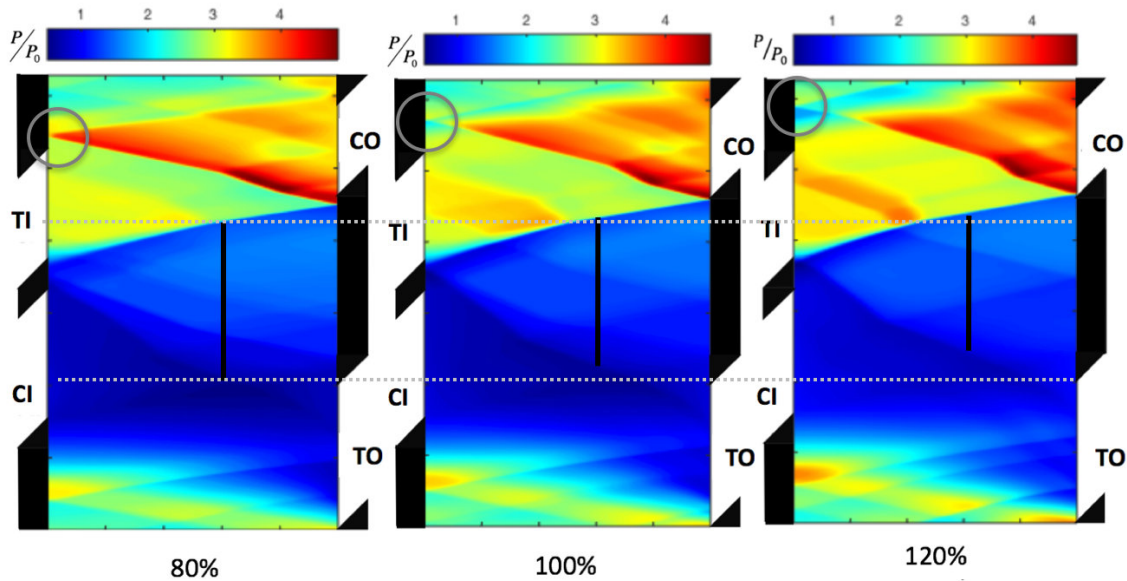 1 2 3 4
P/P₀
1 2 3 4
P/P₀
1 2 3 4
P/P₀
CO
TI
CI
TO
80%
CO
TI
CI
TO
100%
CO
TI
CI
TO
120%